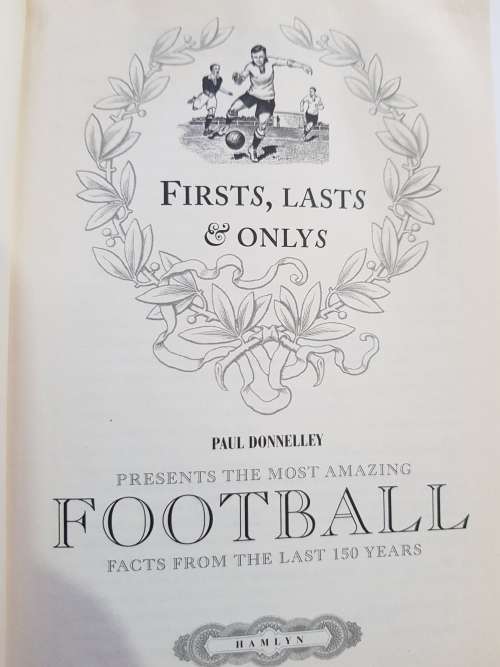 FIRSTS, LASTS
& ONLYS
PAUL DONNELLEY
PRESENTS THE MOST AMAZING
FOOTBALL
FACTS FROM THE LAST 150 YEARS
HAMLYN